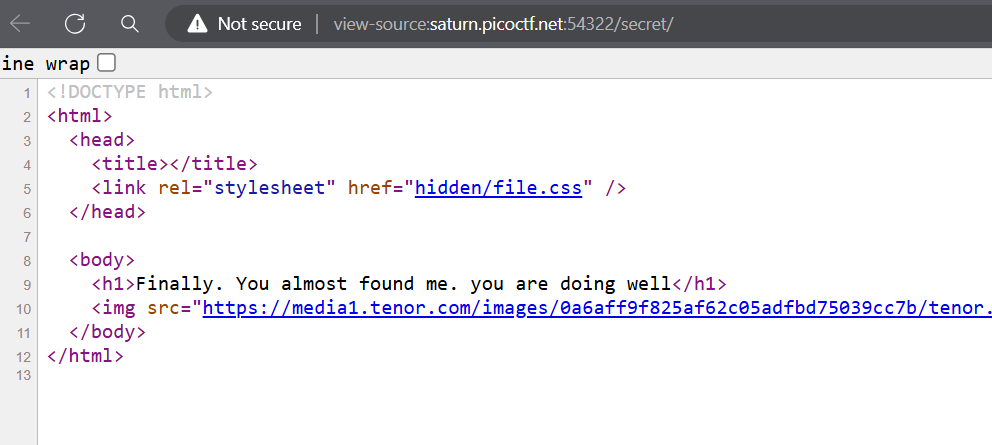 Not secure | view-source:saturn.picoctf.net:54322/secret/
ine wrap
1 <!DOCTYPE html>
2 <html>
3 <head>
4 <title></title>
5 <link rel="stylesheet" href="hidden/file.css" />
6 </head>
7
8 <body>
9 <h1>Finally. You almost found me. you are doing well</h1>
10 <img src="https://media1.tenor.com/images/0a6aff9f825af62c05adfbd75039cc7b/tenor.
11 </body>
12 </html>
13